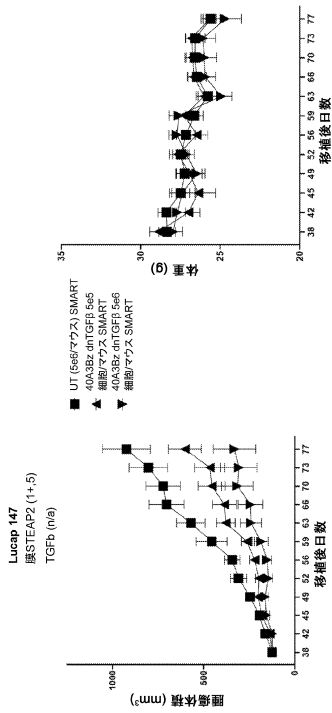 Lucap 147
膜STEAP2 (1+,5)
TGFb (n/a)
腫瘍体積 (mm³)
1000
500
0
38 42 45 49 52 56 59 63 66 70 73 77
移植後日数
UT (5e6/マウス) SMART
40A3Bz dnTGFβ 5e5
細胞/マウス SMART
40A3Bz dnTGFβ 5e6
細胞/マウス SMART
体重 (g)
35
30
25
20
38 42 45 49 52 56 59 63 68 70 73 77
移植後日数